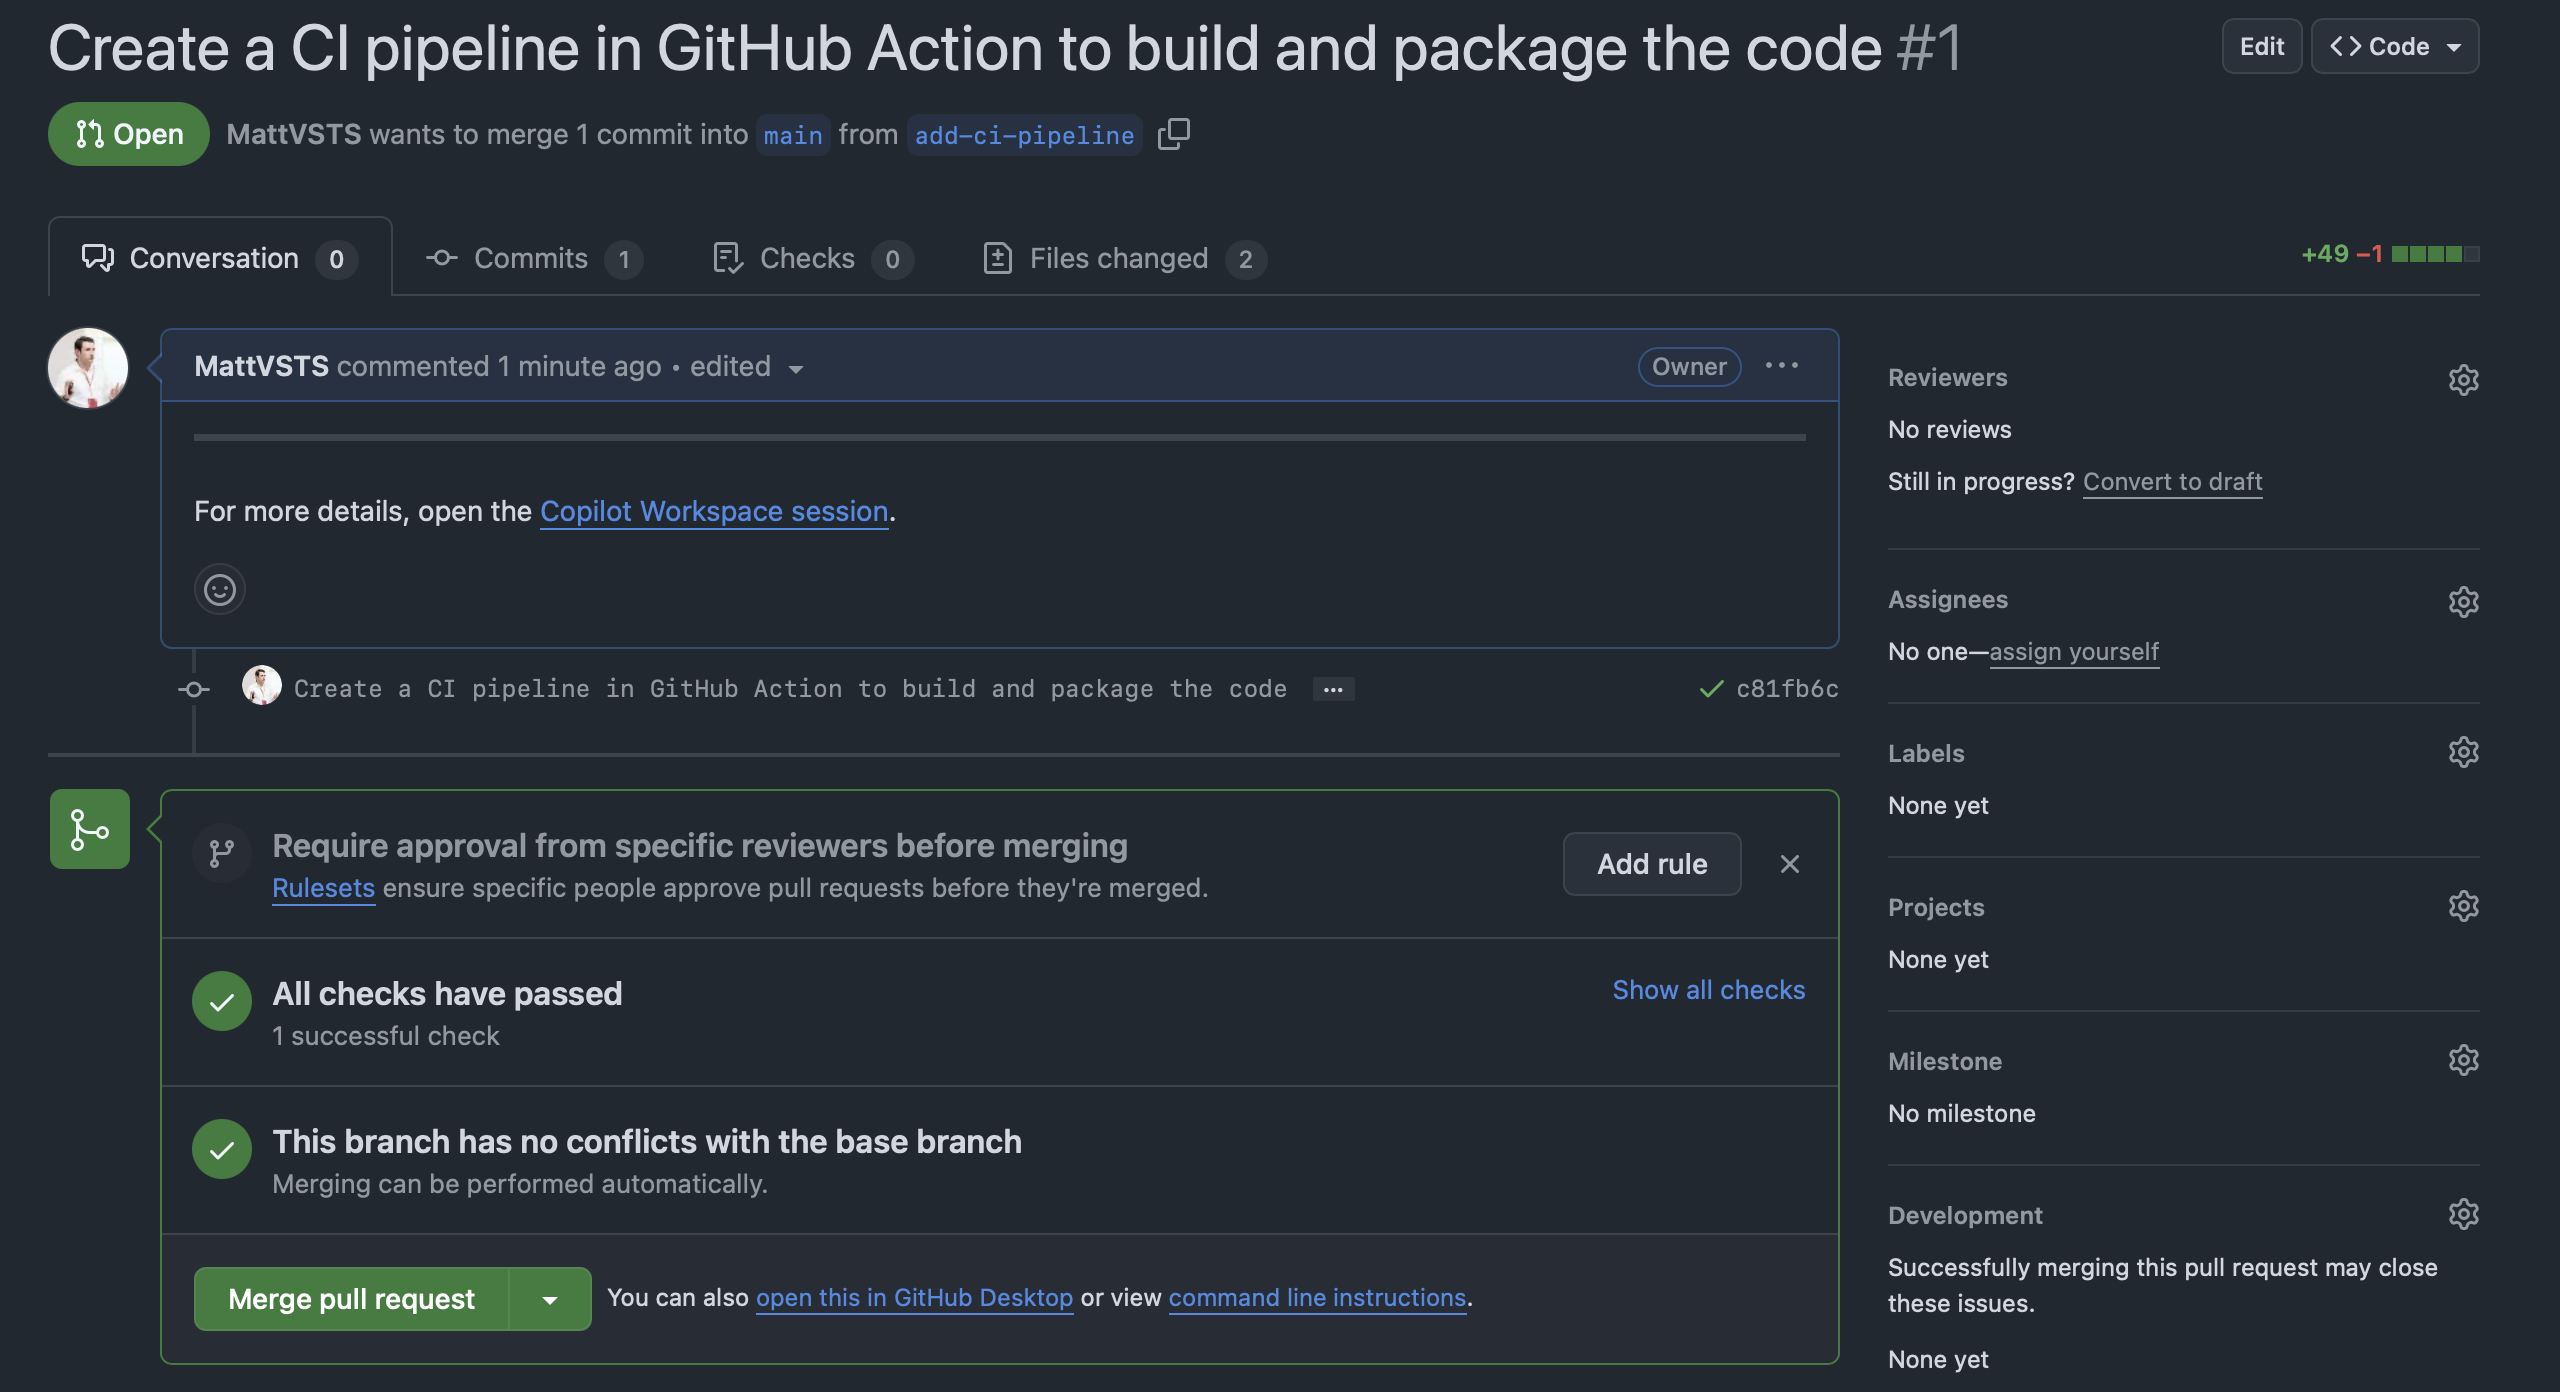 Create a CI pipeline in GitHub Action to build and package the code #1
Edit
Code
Open
MattVSTS wants to merge 1 commit into main from add-ci-pipeline
Conversation 0
Commits 1
Checks 0
Files changed 2
+49 −1
MattVSTS commented 1 minute ago • edited
Owner
For more details, open the Copilot Workspace session.
Create a CI pipeline in GitHub Action to build and package the code
c81fb6c
Require approval from specific reviewers before merging
Rulesets ensure specific people approve pull requests before they're merged.
Add rule
All checks have passed
1 successful check
Show all checks
This branch has no conflicts with the base branch
Merging can be performed automatically.
Merge pull request
You can also open this in GitHub Desktop or view command line instructions.
Reviewers
No reviews
Still in progress? Convert to draft
Assignees
No one—assign yourself
Labels
None yet
Projects
None yet
Milestone
No milestone
Development
Successfully merging this pull request may close
these issues.
None yet